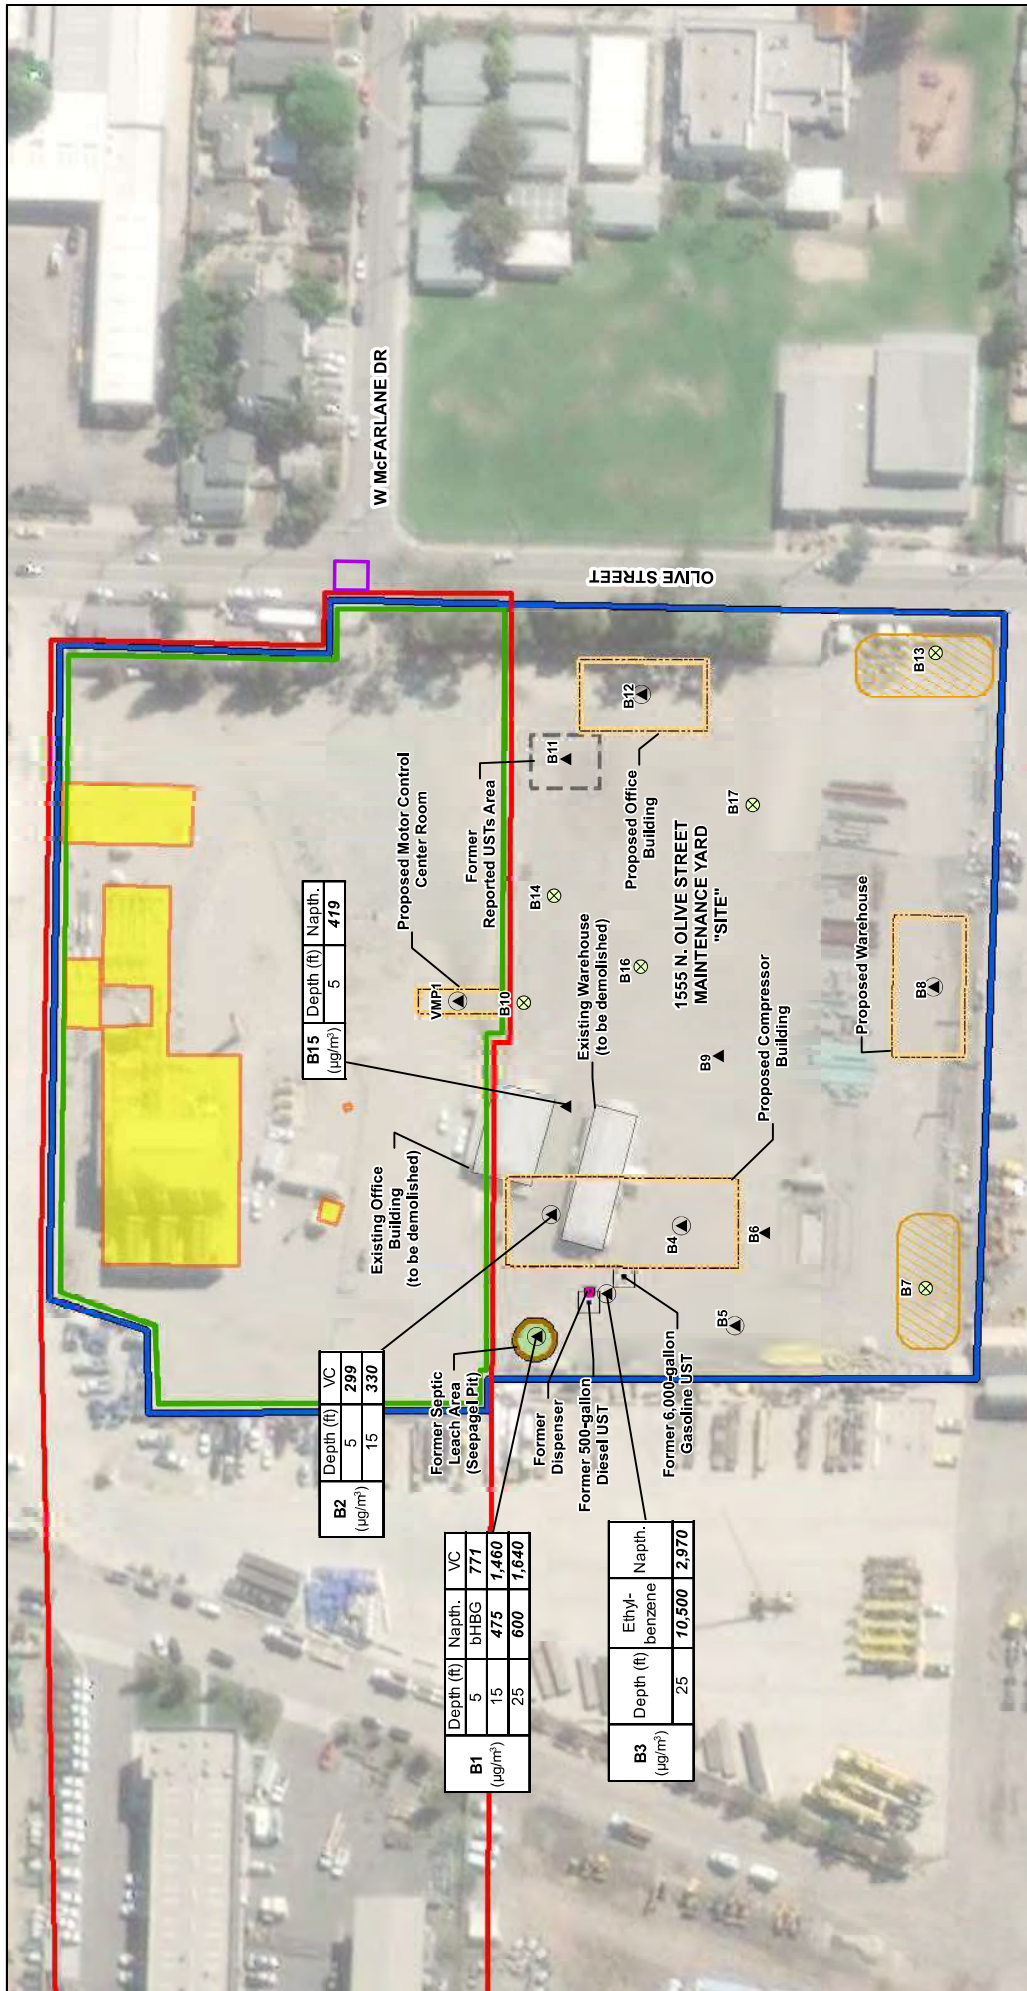 W McFARLANE DR
OLIVE STREET
B15
(µg/m³)
Depth (ft) Napth.
5 419
Proposed Motor Control
Center Room
VMP1
B10
Former
Reported USTs Area
B11
B12
Proposed Office
Building
B13
B14
B16
B17
1555 N. OLIVE STREET
MAINTENANCE YARD
"SITE"
Existing Warehouse
(to be demolished)
Existing Office
Building
(to be demolished)
Proposed Compressor
Building
Proposed Warehouse
B8
B9
B4
B6
B5
B7
B2
(µg/m³)
Depth (ft) VC
5 299
15 330
Former Septic
Leach Area
(Seepagel Pit)
Former
Dispenser
Former 500-gallon
Diesel UST
Former 6,000-gallon
Gasoline UST
B1
(µg/m³)
Depth (ft) Napth. VC
5 bHBG 771
15 475 1,460
25 600 1,640
B3
(µg/m³)
Depth (ft) Ethyl-
benzene Napth.
25 10,500 2,970